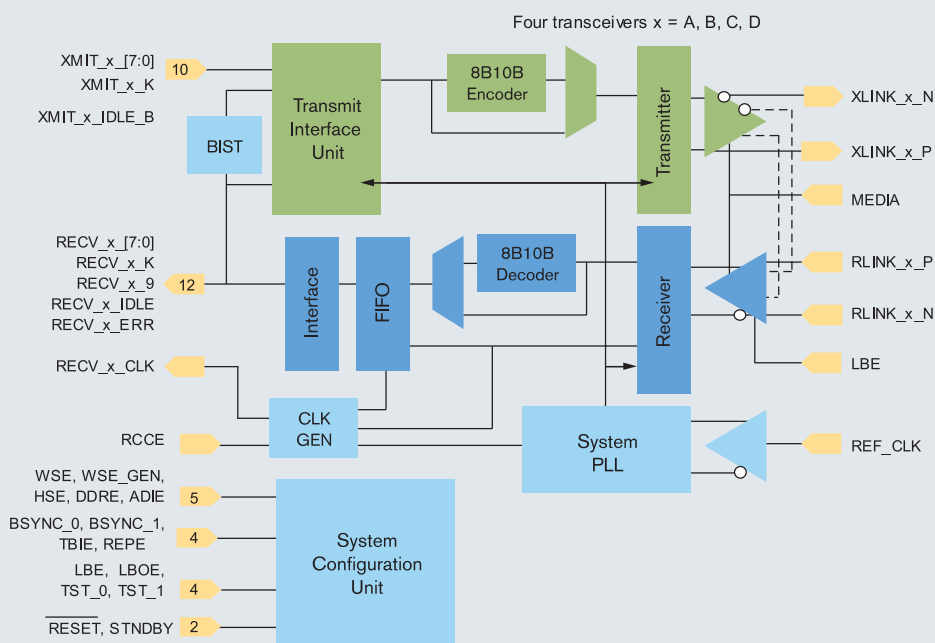 Four transceivers x = A, B, C, D
XMIT_x_[7:0]
10
XMIT_x_K
XMIT_x_IDLE_B
BIST
Transmit
Interface
Unit
8B10B
Encoder
Transmitter
XLINK_x_N
XLINK_x_P
MEDIA
RECV_x_[7:0]
RECV_x_K
RECV_x_9
12
RECV_x_IDLE
RECV_x_ERR
Interface
FIFO
8B10B
Decoder
Receiver
RLINK_x_P
RLINK_x_N
LBE
RECV_x_CLK
CLK
GEN
RCCE
System
PLL
REF_CLK
WSE, WSE_GEN,
HSE, DDRE, ADIE
5
BSYNC_0, BSYNC_1,
TBIE, REPE
4
LBE, LBOE,
TST_0, TST_1
4
RESET, STNDBY
2
System
Configuration
Unit